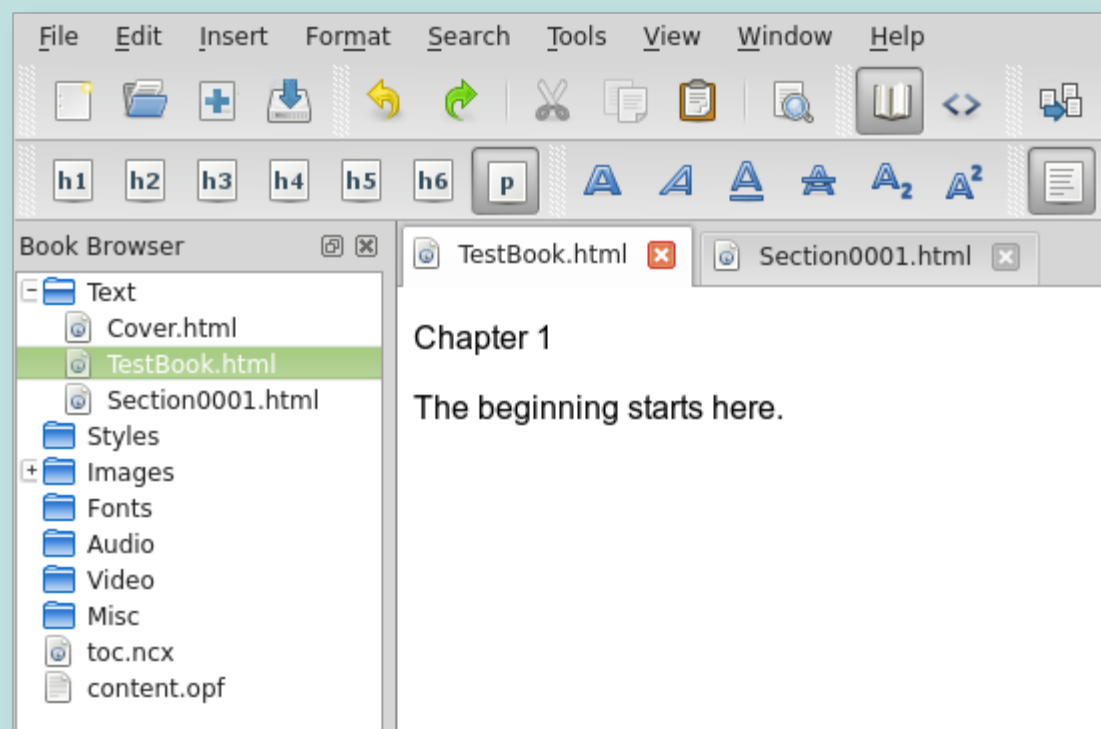 File Edit Insert Format Search Tools View Window Help
h1 h2 h3 h4 h5 h6 p A A A A A2 A2
Book Browser
TestBook.html Section0001.html
Text
Cover.html
TestBook.html
Section0001.html
Styles
Images
Fonts
Audio
Video
Misc
toc.ncx
content.opf
Chapter 1
The beginning starts here.